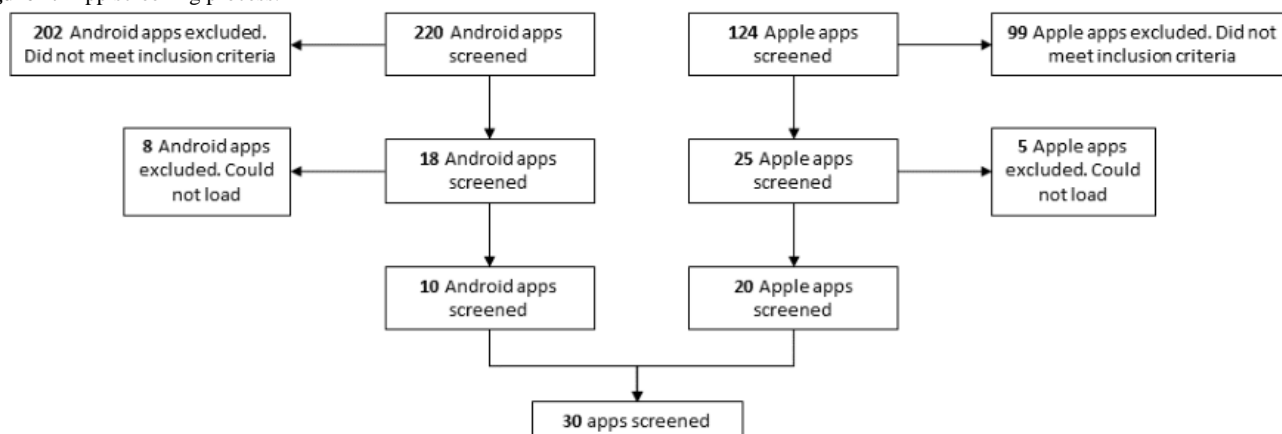 202 Android apps excluded.
Did not meet inclusion criteria
220 Android apps
screened
124 Apple apps
screened
99 Apple apps excluded. Did not
meet inclusion criteria
8 Android apps
excluded. Could
not load
18 Android apps
screened
25 Apple apps
screened
5 Apple apps
excluded. Could
not load
10 Android apps
screened
20 Apple apps
screened
30 apps screened